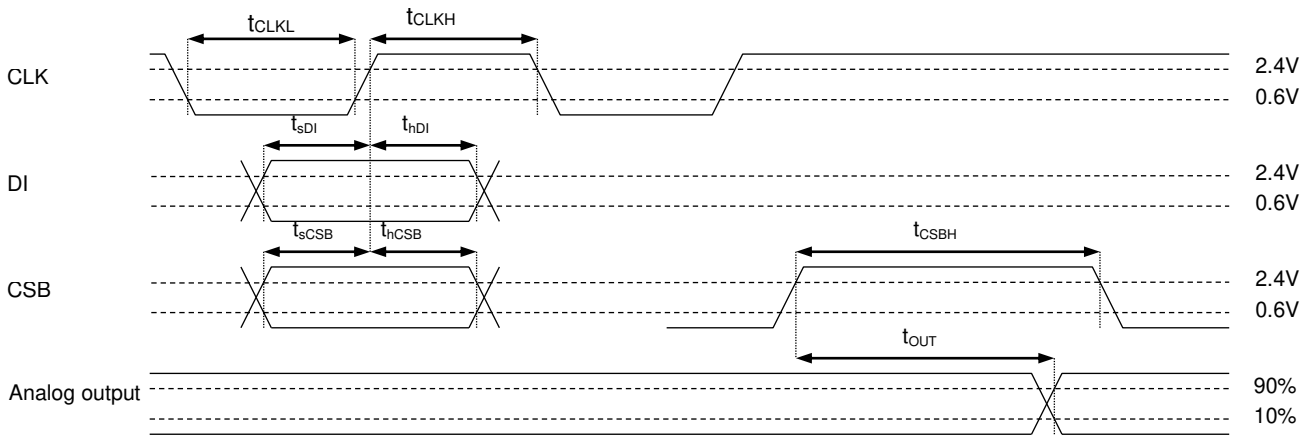 tCLKL tCLKH
CLK 2.4V
0.6V
tsDI thDI
DI 2.4V
0.6V
tsCSB thCSB tCSBH
CSB 2.4V
0.6V
tOUT
Analog output 90%
10%